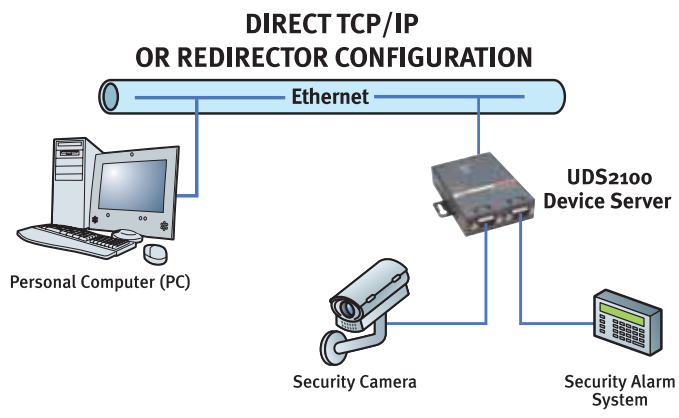 DIRECT TCP/IP
OR REDIRECTOR CONFIGURATION
Ethernet
UDS2100
Device Server
Personal Computer (PC)
Security Camera
Security Alarm
System